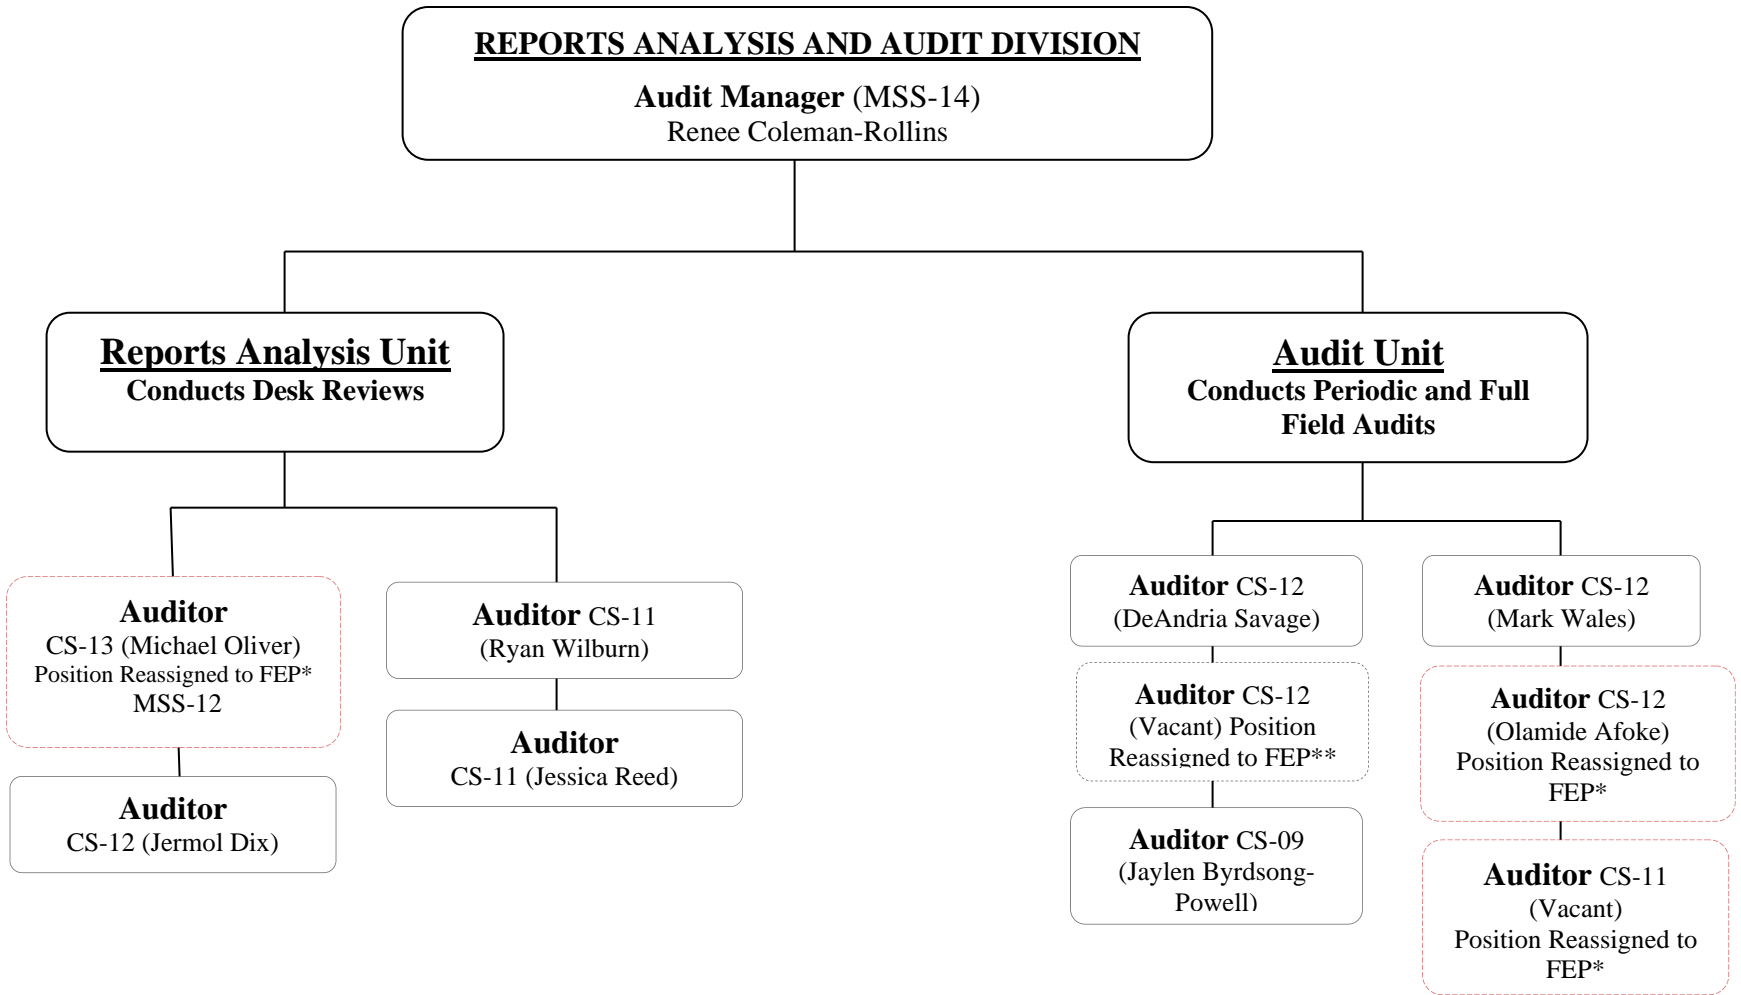 REPORTS ANALYSIS AND AUDIT DIVISION
Audit Manager (MSS-14)
Renee Coleman-Rollins
Reports Analysis Unit
Conducts Desk Reviews
Audit Unit
Conducts Periodic and Full
Field Audits
Auditor
CS-13 (Michael Oliver)
Position Reassigned to FEP*
MSS-12
Auditor
CS-12 (Jermol Dix)
Auditor CS-11
(Ryan Wilburn)
Auditor
CS-11 (Jessica Reed)
Auditor CS-12
(DeAndria Savage)
Auditor CS-12
(Vacant) Position
Reassigned to FEP**
Auditor CS-09
(Jaylen Byrdsong-
Powell)
Auditor CS-12
(Mark Wales)
Auditor CS-12
(Olamide Afoke)
Position Reassigned to
FEP*
Auditor CS-11
(Vacant)
Position Reassigned to
FEP*